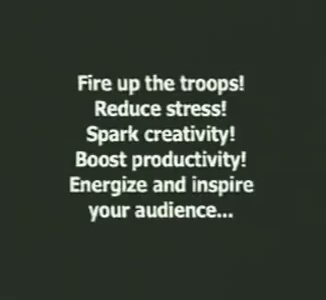 Fire up the troops!
Reduce stress!
Spark creativity!
Boost productivity!
Energize and inspire
your audience...